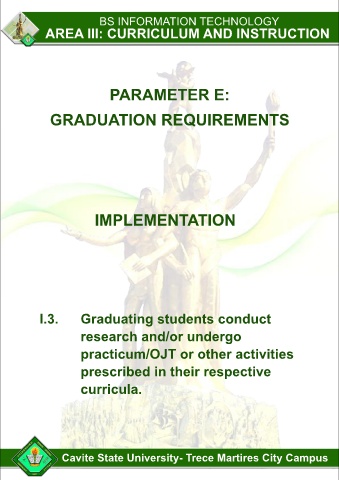 BS INFORMATION TECHNOLOGY
AREA III: CURRICULUM AND INSTRUCTION
PARAMETER E:
GRADUATION REQUIREMENTS
IMPLEMENTATION
I.3. Graduating students conduct
research and/or undergo
practicum/OJT or other activities
prescribed in their respective
curricula.
Cavite State University- Trece Martires City Campus